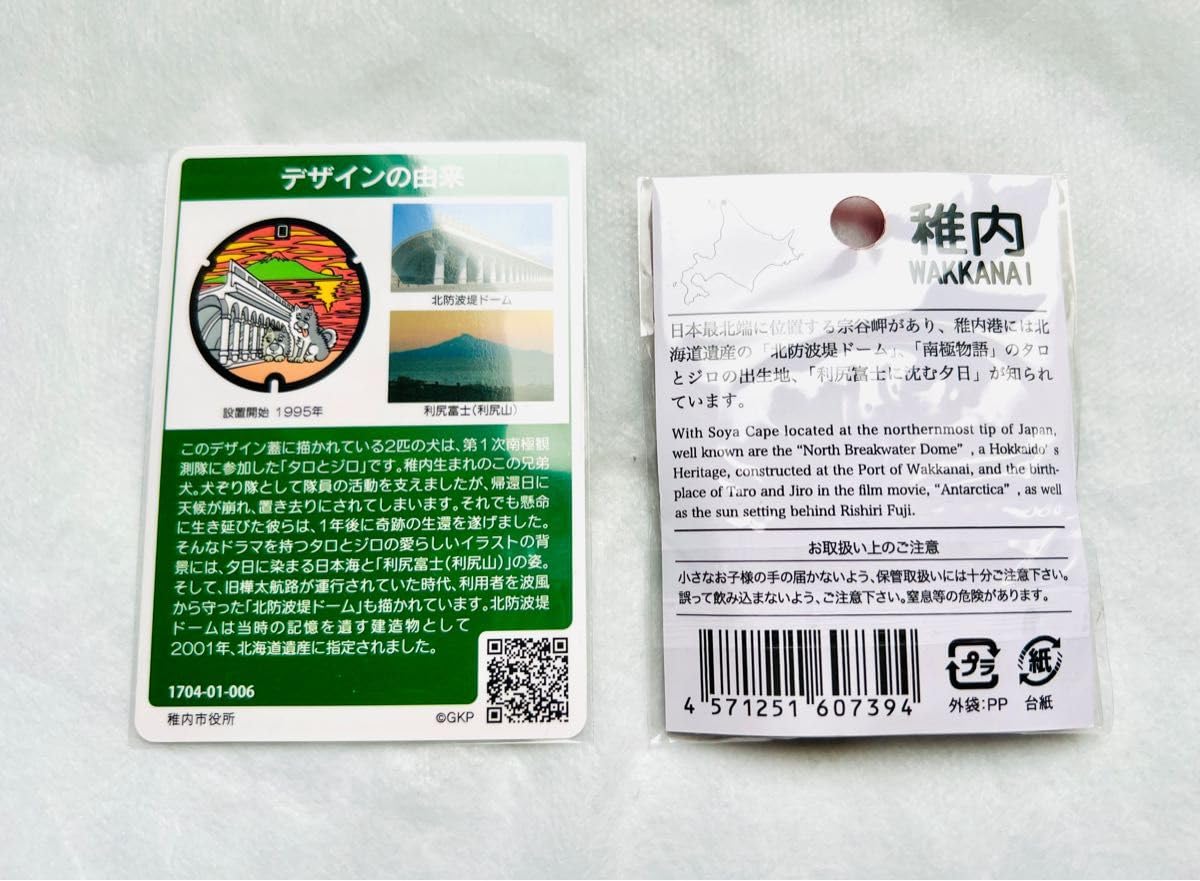 デザインの由来
北防波堤ドーム
設置開始 1995年
利尻富士(利尻山)
このデザイン蓋に描かれている2匹の犬は、第1次南極観
測隊に参加した「タロとジロ」です。稚内生まれのこの兄弟
犬。犬ぞり隊として隊員の活動を支えましたが、帰還日に
天候が崩れ、置き去りにされてしまいます。それでも懸命
に生き延びた彼らは、1年後に奇跡の生還を遂げました。
そんなドラマを持つタロとジロの愛らしいイラストの背
景には、夕日に染まる日本海と「利尻富士(利尻山)」の姿。
そして、旧樺太航路が運行されていた時代、利用者を波風
から守った「北防波堤ドーム」も描かれています。北防波堤
ドームは当時の記憶を遺す建造物として
2001年、北海道遺産に指定されました。
1704-01-006
稚内市役所
©GKP
稚内
WAKKANAI
日本最北端に位置する宗谷岬があり、稚内港には北
海道遺産の「北防波堤ドーム」、「南極物語」のタロ
とジロの出生地、「利尻富士に沈む夕日」が知られ
ています。
With Soya Cape located at the northernmost tip of Japan,
well known are the “North Breakwater Dome” , a Hokkaido’s
Heritage, constructed at the Port of Wakkanai, and the birth-
place of Taro and Jiro in the film movie, “Antarctica” , as well
as the sun setting behind Rishiri Fuji.
お取扱い上のご注意
小さなお子様の手の届かないよう、保管取扱いには十分ご注意下さい。
誤って飲み込まないよう、ご注意下さい。窒息等の危険があります。
4 571251 607394
プラ
紙
外袋:PP
台紙